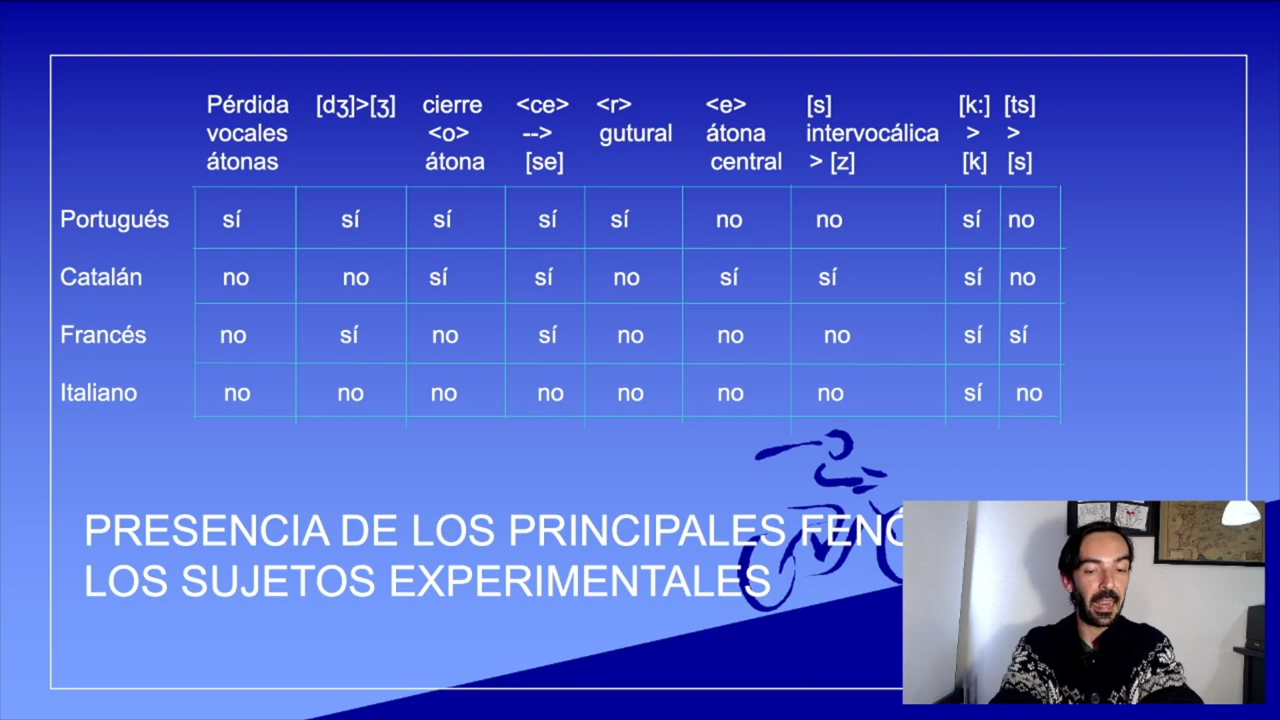 Pérdida [dʒ]>[ʒ] cierre <ce> <r> <e> [s] [k:] [ts]
vocales <o> --> gutural átona intervocálica > >
átonas átona [se] central > [z] [k] [s]
Portugués sí sí sí sí sí no no sí no
Catalán no no sí sí no sí sí sí no
Francés no sí no sí no no no sí sí
Italiano no no no no no no no sí no
PRESENCIA DE LOS PRINCIPALES
LOS SUJETOS EXPERIMENTALES